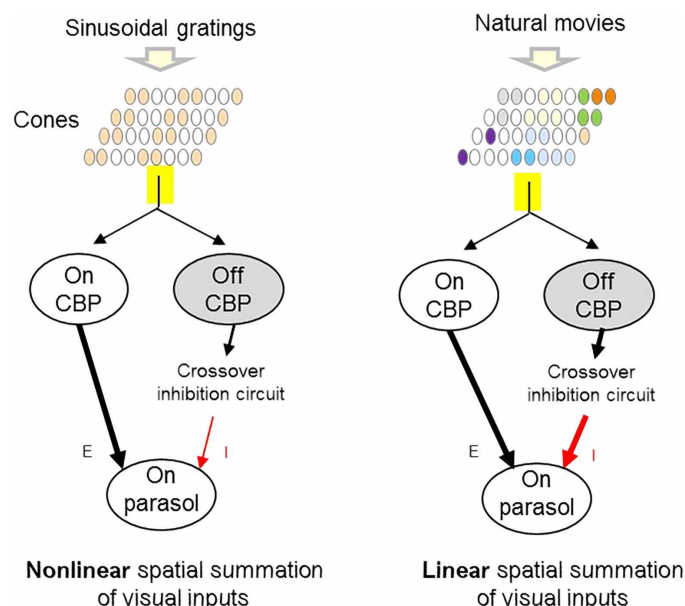 Sinusoidal gratings
Cones
On
CBP
Off
CBP
Crossover
inhibition circuit
E
I
On
parasol
Nonlinear spatial summation
of visual inputs
Natural movies
On
CBP
Off
CBP
Crossover
inhibition circuit
E
I
On
parasol
Linear spatial summation
of visual inputs